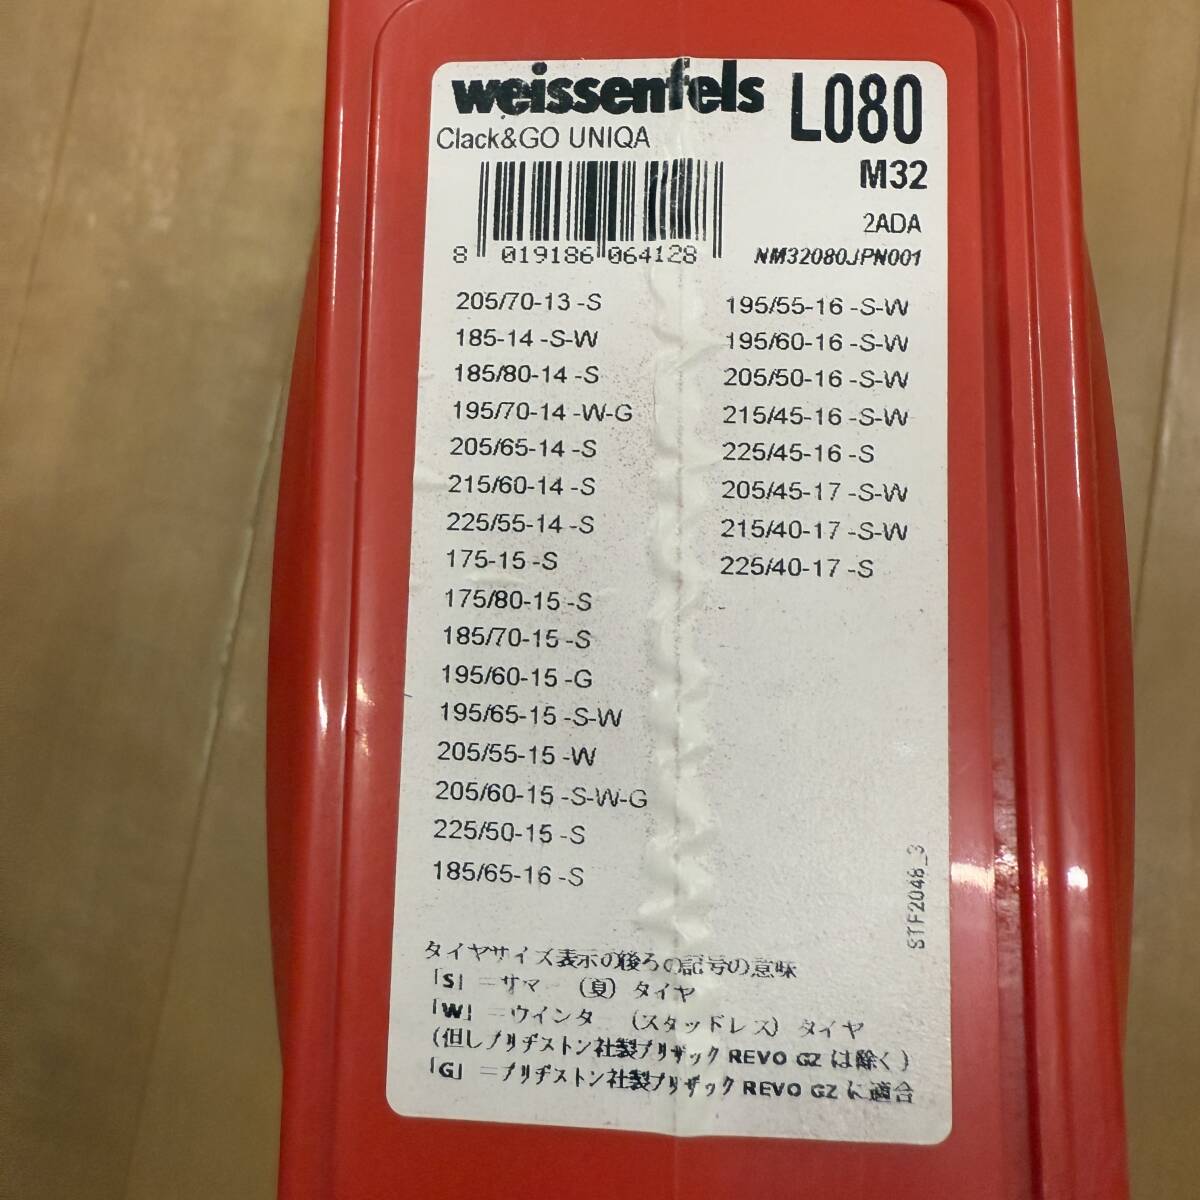 weissenfels L080
Clack&GO UNIQA
M32
2ADA
8 019186 064128
NM32080JPN001
205/70-13 -S
185-14 -S-W
185/80-14 -S
195/70-14 -W-G
205/65-14 -S
215/60-14 -S
225/55-14 -S
175-15 -S
175/80-15 -S
185/70-15 -S
195/60-15 -G
195/65-15 -S-W
205/55-15 -W
205/60-15 -S-W-G
225/50-15 -S
185/65-16 -S
195/55-16 -S-W
195/60-16 -S-W
205/50-16 -S-W
215/45-16 -S-W
225/45-16 -S
205/45-17 -S-W
215/40-17 -S-W
225/40-17 -S
STF2048_3
タイヤサイズ表示の後ろの記号の意味
「S」＝サマー（夏）タイヤ
「W」＝ウインター（スタッドレス）タイヤ
（但しブリヂストン社製ブリザック REVO GZ は除く）
「G」＝ブリヂストン社製ブリザック REVO GZ に適合